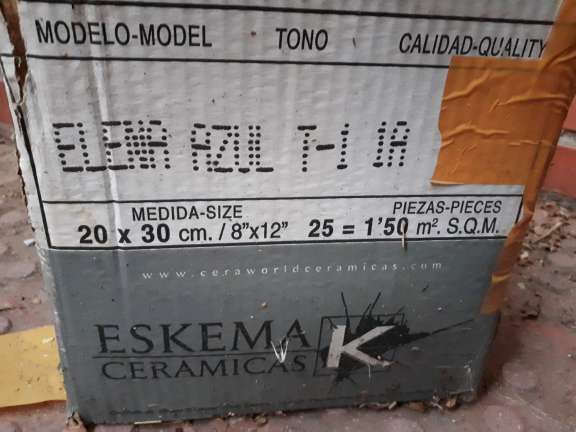 MODELO-MODEL TONO CALIDAD-QUALITY
ELENA AZUL T-1 1A
MEDIDA-SIZE PIEZAS-PIECES
20 x 30 cm. / 8"x12" 25 = 1'50 m². S.Q.M.
www.ceraworldceramicas.com
ESKEMA K
CERAMICAS